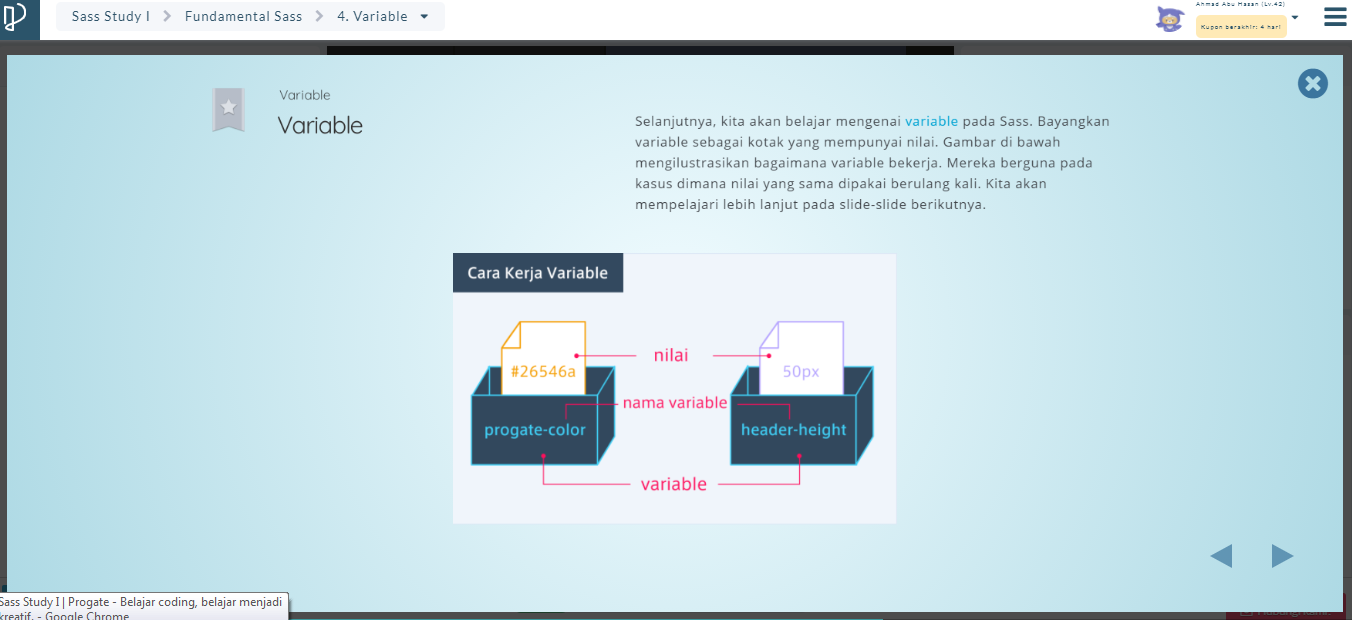 Sass Study I
Fundamental Sass
4. Variable
Ahmad Abu Hasan (Lv.42)
Kupon berakhir: 4 hari
Variable
Variable
Selanjutnya, kita akan belajar mengenai variable pada Sass. Bayangkan
variable sebagai kotak yang mempunyai nilai. Gambar di bawah
mengilustrasikan bagaimana variable bekerja. Mereka berguna pada
kasus dimana nilai yang sama dipakai berulang kali. Kita akan
mempelajari lebih lanjut pada slide-slide berikutnya.
Cara Kerja Variable
#26546a
nilai
50px
nama variable
progate-color
header-height
variable
Sass Study I | Progate - Belajar coding, belajar menjadi
kreatif. - Google Chrome